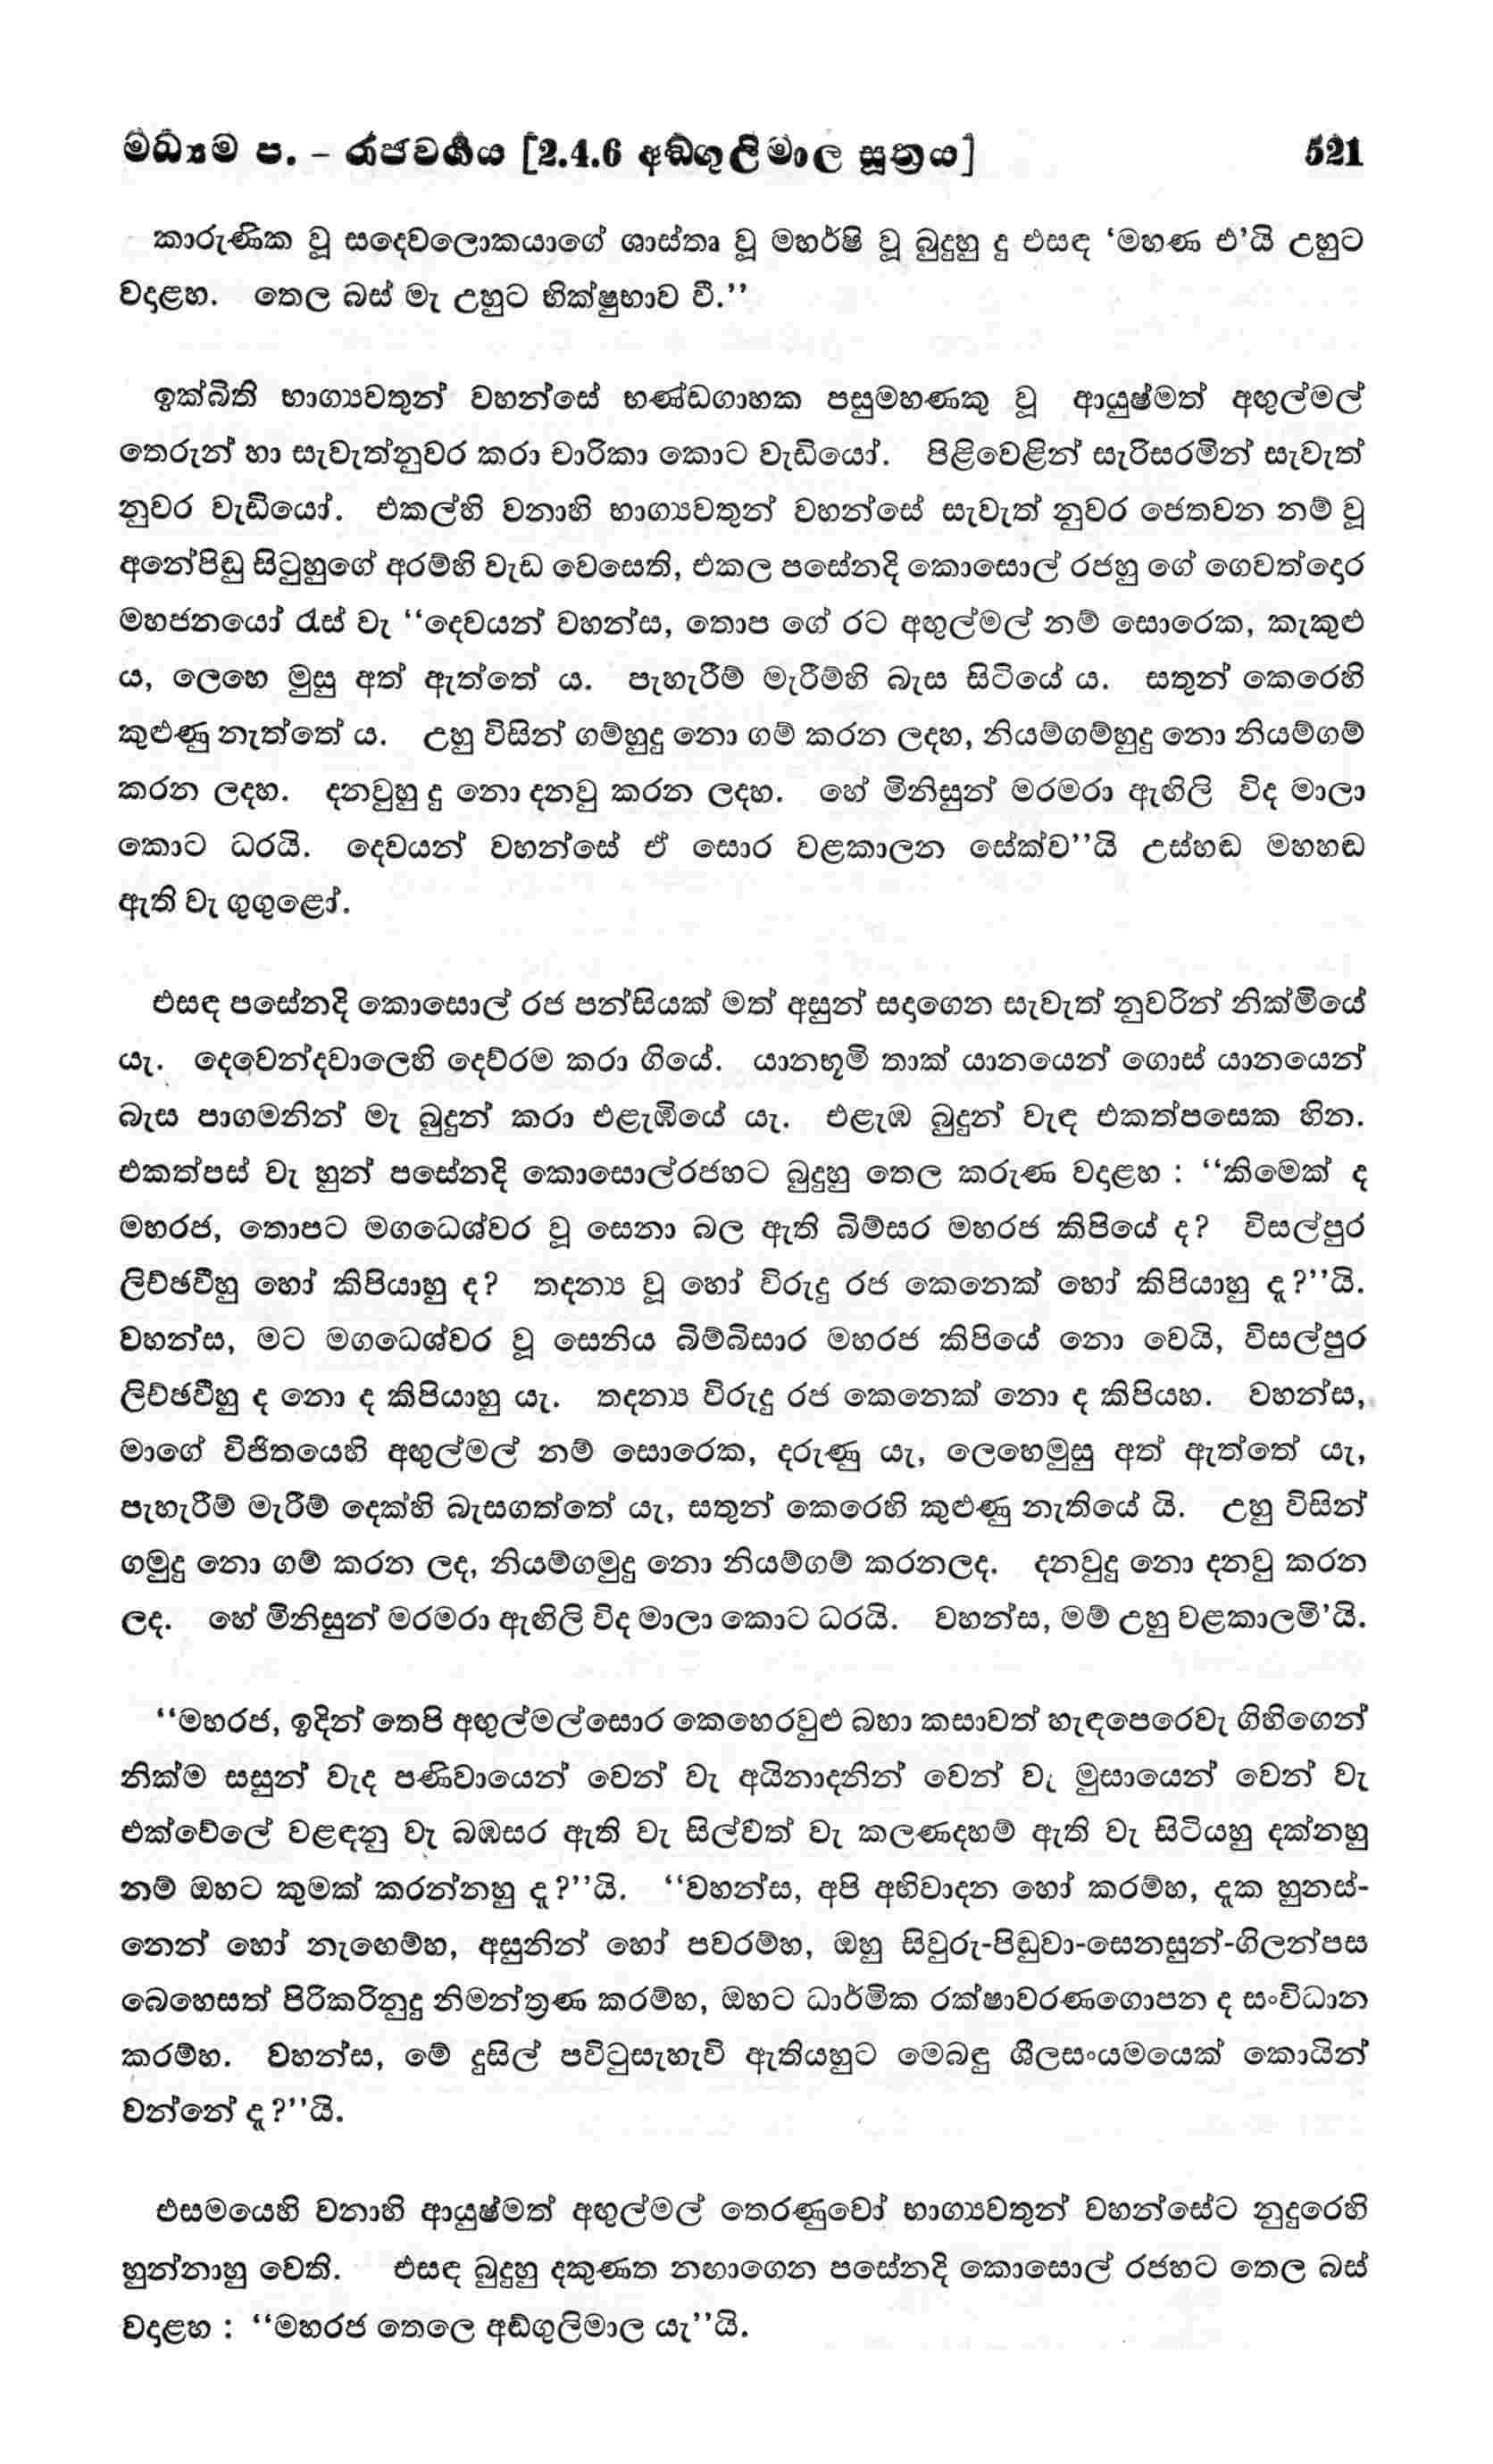 මධ්‍යම ප. – රාජවර්‍ගය [2.4.6 අඞ්ගුලිමාල සූත්‍රය] 521
කාරුණික වූ සදෙවලොකයාගේ ශාස්තෘ වූ මහර්ෂි වූ බුදුහු දු එසඳ ‘මහණ එ’යි උහුට
වදළහ. තෙල බස් මැ උහුට භික්ෂුභාව වී.’’
ඉක්බිති භාග්‍යවතුන් වහන්සේ භණ්ඩගාහක පසුමහණකු වූ ආයුෂ්මත් අඟුල්මල්
තෙරුන් හා සැවැත්නුවර කරා චාරිකා කොට වැඩියෝ. පිළිවෙළින් සැරිසරමින් සැවැත්
නුවර වැඩියෝ. එකල්හි වනාහි භාග්‍යවතුන් වහන්සේ සැවැත් නුවර ජෙතවන නම් වූ
අනේපිඬු සිටුහුගේ අරම්හි වැඩ වෙසෙති, එකල පසේනදි කොසොල් රජහු ගේ ගෙවත්දෙර
මහජනයෝ රැස් වැ ‘‘දෙවයන් වහන්ස, තොප ගේ රට අඟුල්මල් නම් සොරෙක, කැකුළු
ය, ලෙහෙ මුසු අත් ඇත්තේ ය. පැහැරීම් මැරීම්හි බැස සිටියේ ය. සතුන් කෙරෙහි
කුළුණු නැත්තේ ය. උහු විසින් ගම්හුදු නො ගම් කරන ලදහ, නියම්ගම්හුදු නො නියම්ගම්
කරන ලදහ. දනවුහු දු නො දනවු කරන ලදහ. හේ මිනිසුන් මරමරා ඇඟිලි විද මාලා
කොට ධරයි. දෙවයන් වහන්සේ ඒ සොර වළකාලන සේක්ව’’යි උස්හඬ මහහඬ
ඇති වැ ගුගුළෝ.
එසඳ පසේනදි කොසොල් රජ පන්සියක් මත් අසුන් සදාගෙන සැවැත් නුවරින් නික්මියේ
යැ. දෙවෙන්දවාලෙහි දෙව්රම කරා ගියේ. යානභූමි තාක් යානයෙන් ගොස් යානයෙන්
බැස පාගමනින් මැ බුදුන් කරා එළැඹියේ යැ. එළැඹ බුදුන් වැඳ එකත්පසෙක හින.
එකත්පස් වැ හුන් පසේනදි කොසොල්රජහට බුදුහු තෙල කරුණ වදළහ : ‘‘කිමෙක් ද
මහරජ, තොපට මගධෙශ්වර වූ සෙනා බල ඇති බිම්සර මහරජ කිපියේ ද? විසල්පුර
ලිච්ඡවීහු හෝ කිපියාහු ද? තදන්‍ය වූ හෝ විරුදු රජ කෙනෙක් හෝ කිපියාහු දැ?’’යි.
වහන්ස, මට මගධෙශ්වර වූ සෙනිය බිම්බිසාර මහරජ කිපියේ නො වෙයි, විසල්පුර
ලිච්ඡවීහු ද නො ද කිපියාහු යැ. තදන්‍ය විරුදු රජ කෙනෙක් නො ද කිපියහ. වහන්ස,
මාගේ විජිතයෙහි අඟුල්මල් නම් සොරෙක, දරුණු යැ, ලෙහෙමුසු අත් ඇත්තේ යැ,
පැහැරීම් මැරීම් දෙක්හි බැසගත්තේ යැ, සතුන් කෙරෙහි කුළුණු නැතියේ යි. උහු විසින්
ගමුදු නො ගම් කරන ලද, නියම්ගමුදු නො නියම්ගම් කරනලද. දනවුදු නො දනවු කරන
ලද. හේ මිනිසුන් මරමරා ඇඟිලි විද මාලා කොට ධරයි. වහන්ස, මම් උහු වළකාලමි’යි.
‘‘මහරජ, ඉදින් තෙපි අඟුල්මල්සොර කෙහෙරවුළු බහා කසාවත් හැඳපෙරෙවැ ගිහිගෙන්
නික්ම සසුන් වැද පණිවායෙන් වෙන් වැ අයිනාදනින් වෙන් වැ මුසායෙන් වෙන් වැ
එක්වේලේ වළඳනු වැ බඹසර ඇති වැ සිල්වත් වැ කලණදහම් ඇති වැ සිටියහු දක්නහු
නම් ඔහට කුමක් කරන්නහු දැ?’’යි. ‘‘වහන්ස, අපි අභිවාදන හෝ කරම්හ, දැක හුනස්-
නෙන් හෝ නැඟෙම්හ, අසුනින් හෝ පවරම්හ, ඔහු සිවුරු-පිඬුවා-සෙනසුන්-ගිලන්පස
බෙහෙසත් පිරිකරිනුදු නිමන්ත්‍රණ කරම්හ, ඔහට ධාර්මික රක්ෂාවරණගොපන ද සංවිධාන
කරම්හ. වහන්ස, මේ දුසිල් පවිටුසැහැවි ඇතියහුට මෙබඳු ශීලසංයමයෙක් කොයින්
වන්නේ දැ?’’යි.
එසමයෙහි වනාහි ආයුෂ්මත් අඟුල්මල් තෙරණුවෝ භාග්‍යවතුන් වහන්සේට නුදුරෙහි
හුන්නාහු වෙති. එසඳ බුදුහු දකුණත නඟාගෙන පසේනදි කොසොල් රජහට තෙල බස්
වදළහ : ‘‘මහරජ තෙලෙ අඞ්ගුලිමාල යැ’’යි.